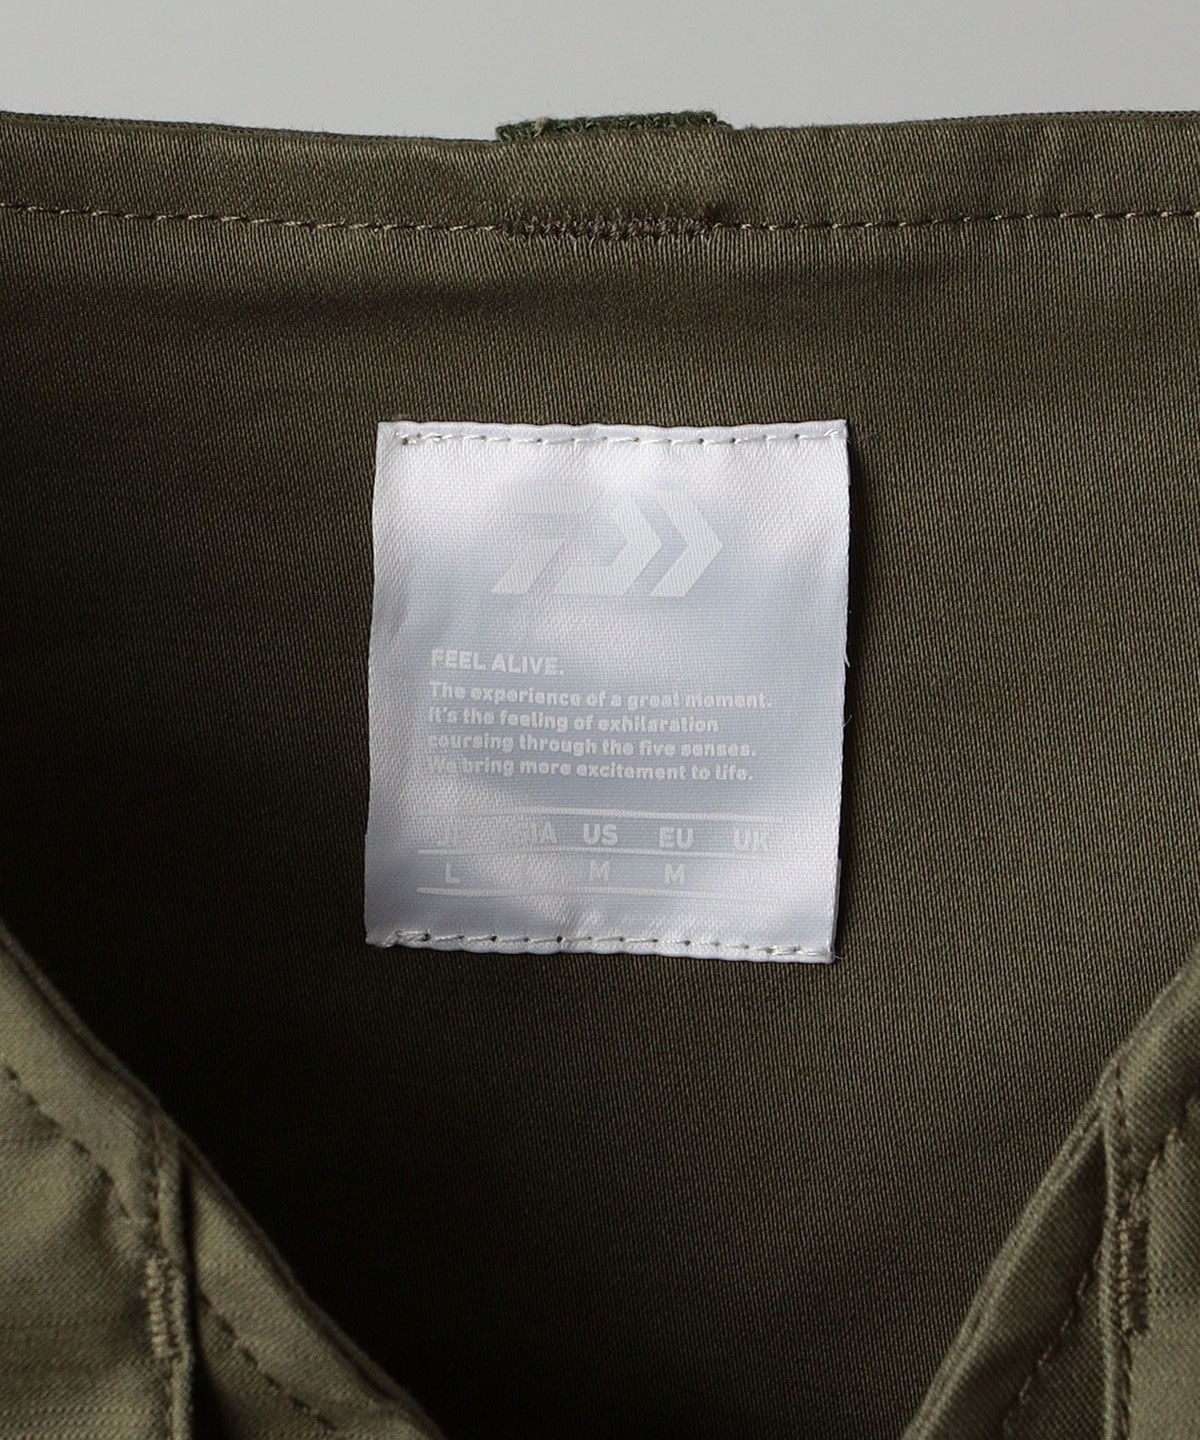 FEEL ALIVE.
The experience of a great moment.
It's the feeling of exhilaration
coursing through the five senses.
We bring more excitement to life.
US EU UK
L M M